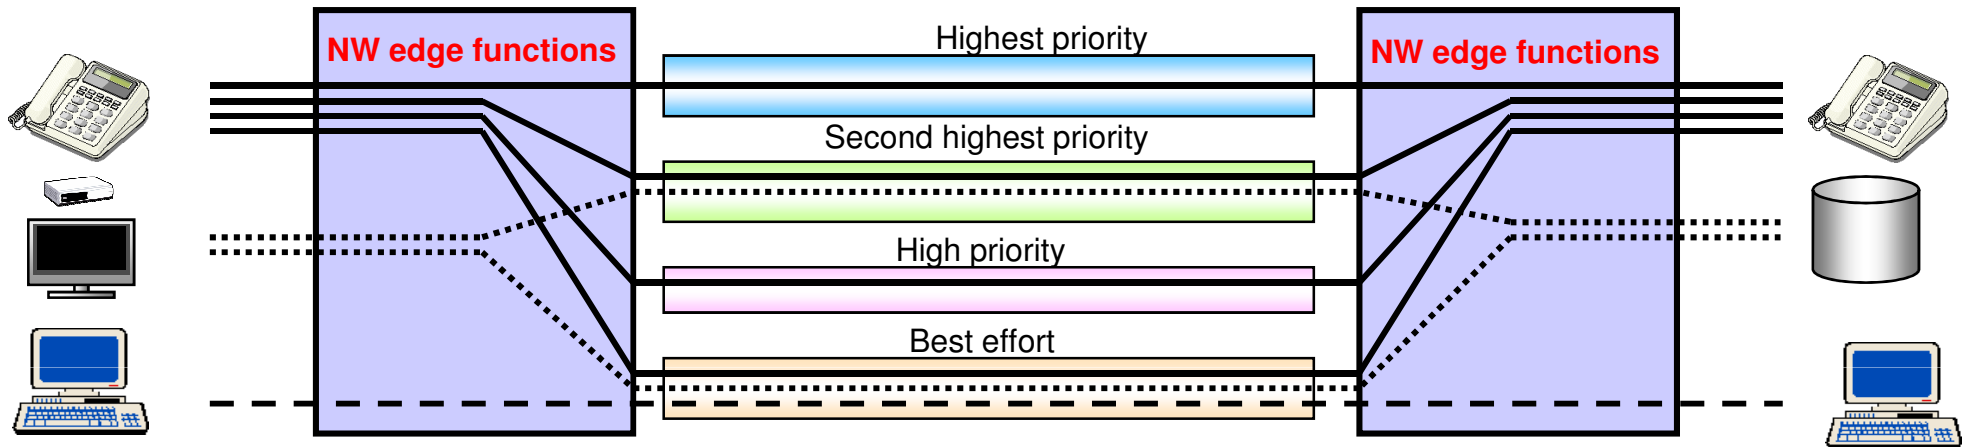 NW edge functions
Highest priority
NW edge functions
Second highest priority
High priority
Best effort